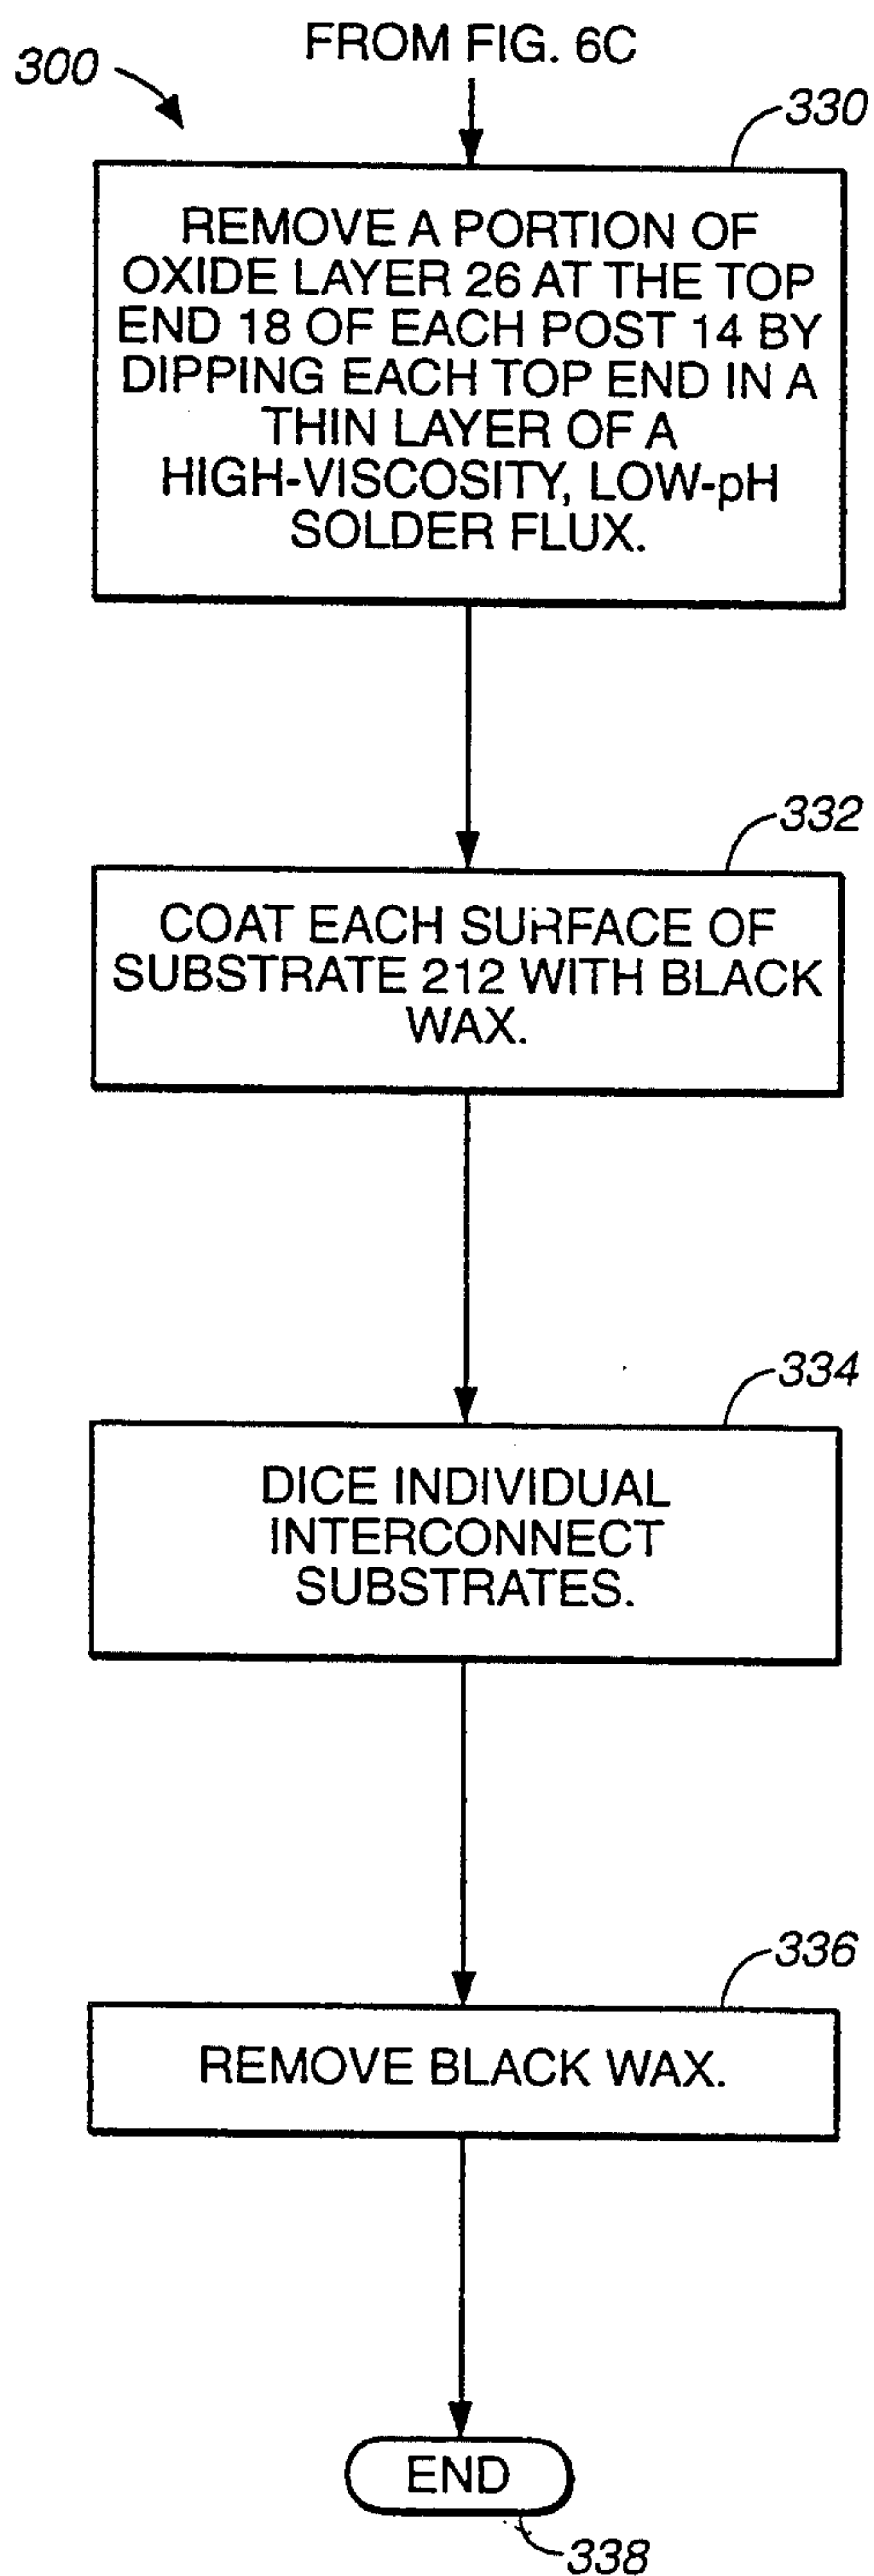 FROM FIG. 6C
300
330
REMOVE A PORTION OF
OXIDE LAYER 26 AT THE TOP
END 18 OF EACH POST 14 BY
DIPPING EACH TOP END IN A
THIN LAYER OF A
HIGH-VISCOSITY, LOW-pH
SOLDER FLUX.
332
COAT EACH SURFACE OF
SUBSTRATE 212 WITH BLACK
WAX.
334
DICE INDIVIDUAL
INTERCONNECT
SUBSTRATES.
336
REMOVE BLACK WAX.
END
338